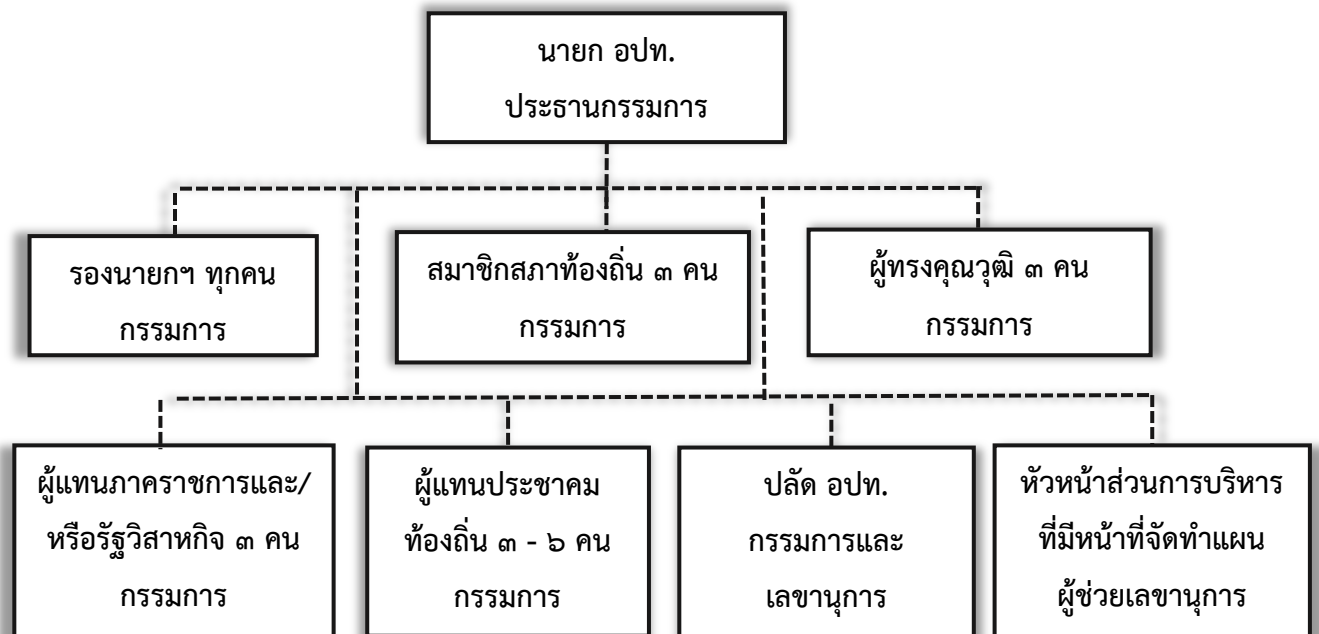 นายก อปท.
ประธานกรรมการ
รองนายกฯ ทุกคน
กรรมการ
สมาชิกสภาท้องถิ่น ๓ คน
กรรมการ
ผู้ทรงคุณวุฒิ ๓ คน
กรรมการ
ผู้แทนภาคราชการและ/
หรือรัฐวิสาหกิจ ๓ คน
กรรมการ
ผู้แทนประชาคม
ท้องถิ่น ๓ - ๖ คน
กรรมการ
ปลัด อปท.
กรรมการและ
เลขานุการ
หัวหน้าส่วนการบริหาร
ที่มีหน้าที่จัดทำแผน
ผู้ช่วยเลขานุการ